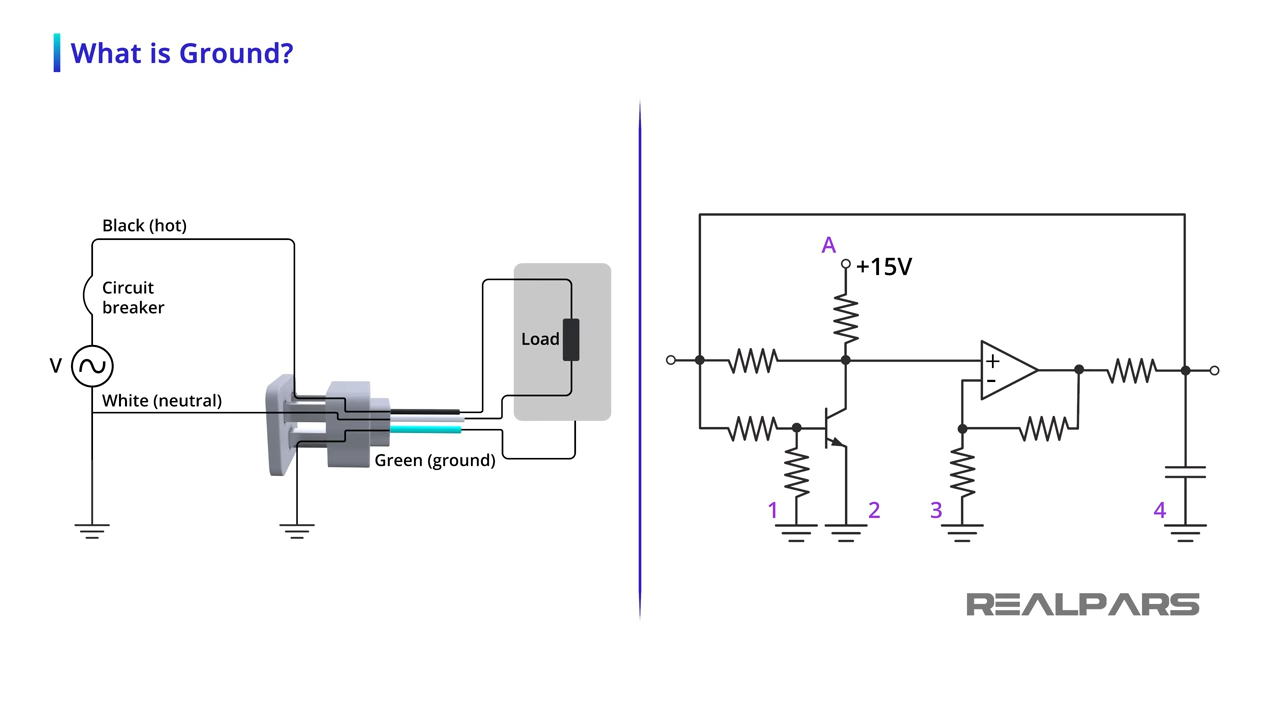 What is Ground?
Black (hot)
Circuit
breaker
V
White (neutral)
Load
Green (ground)
A
+15V
+
-
1
2
3
4
REALPARS